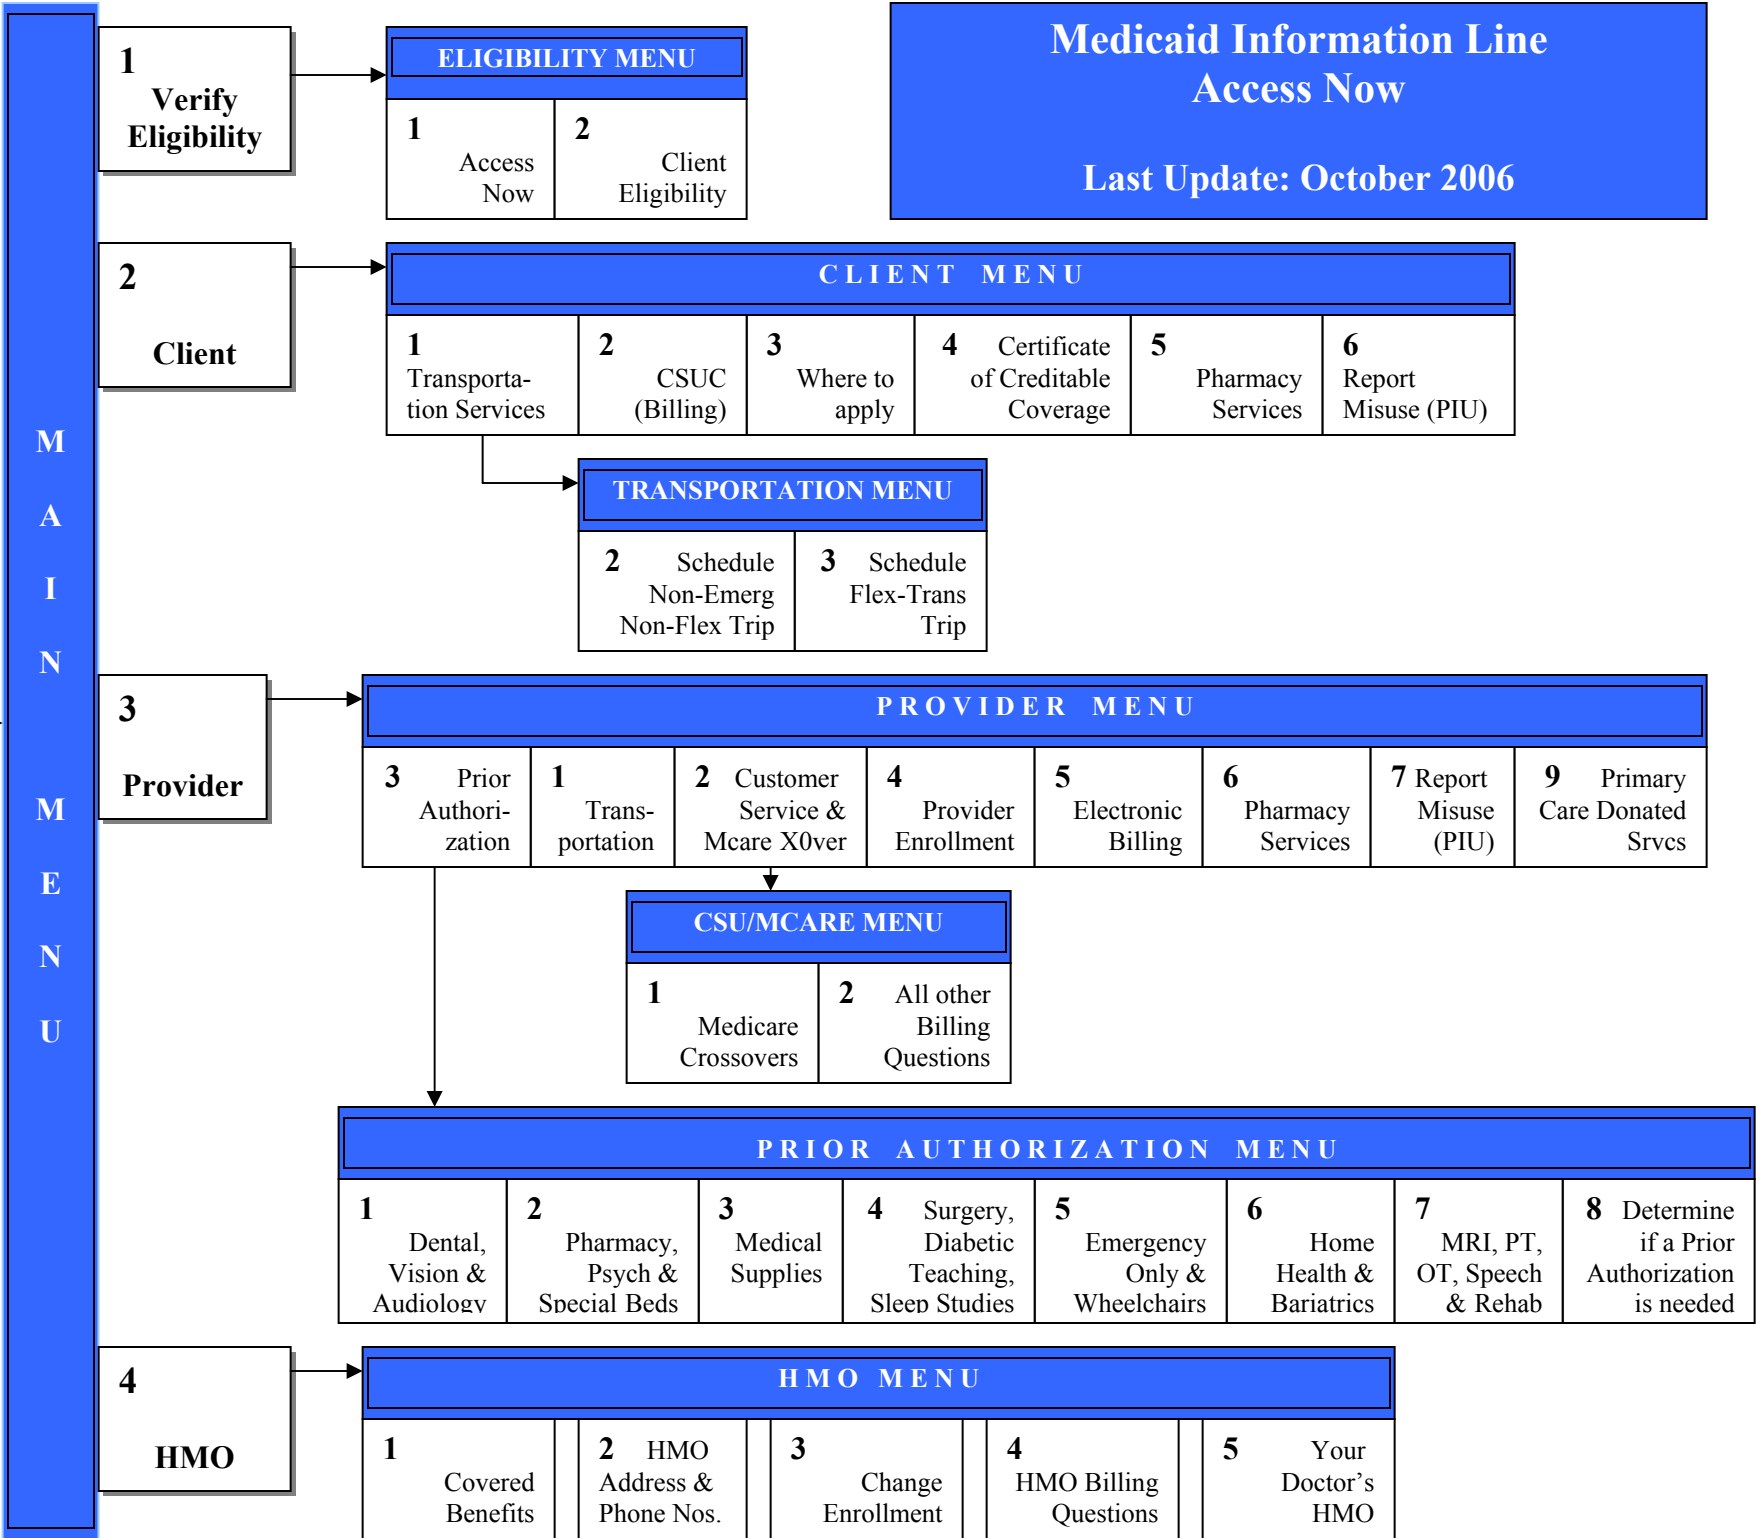 Medicaid Information Line
Access Now
Last Update: October 2006
M
A
I
N
M
E
N
U
1
Verify
Eligibility
ELIGIBILITY MENU
1
Access
Now
2
Client
Eligibility
2
Client
CLIENT MENU
1
Transporta-
tion Services
2
CSUC
(Billing)
3
Where to
apply
4 Certificate
of Creditable
Coverage
5
Pharmacy
Services
6
Report
Misuse (PIU)
TRANSPORTATION MENU
2 Schedule
Non-Emerg
Non-Flex Trip
3 Schedule
Flex-Trans
Trip
3
Provider
PROVIDER MENU
3 Prior
Authori-
zation
1
Trans-
portation
2 Customer
Service &
Mcare X0ver
4
Provider
Enrollment
5
Electronic
Billing
6
Pharmacy
Services
7 Report
Misuse
(PIU)
9 Primary
Care Donated
Srvcs
CSU/MCARE MENU
1
Medicare
Crossovers
2 All other
Billing
Questions
PRIOR AUTHORIZATION MENU
1
Dental,
Vision &
Audiology
2
Pharmacy,
Psych &
Special Beds
3
Medical
Supplies
4 Surgery,
Diabetic
Teaching,
Sleep Studies
5
Emergency
Only &
Wheelchairs
6
Home
Health &
Bariatrics
7
MRI, PT,
OT, Speech
& Rehab
8 Determine
if a Prior
Authorization
is needed
4
HMO
HMO MENU
1
Covered
Benefits
2 HMO
Address &
Phone Nos.
3
Change
Enrollment
4
HMO Billing
Questions
5 Your
Doctor's
HMO